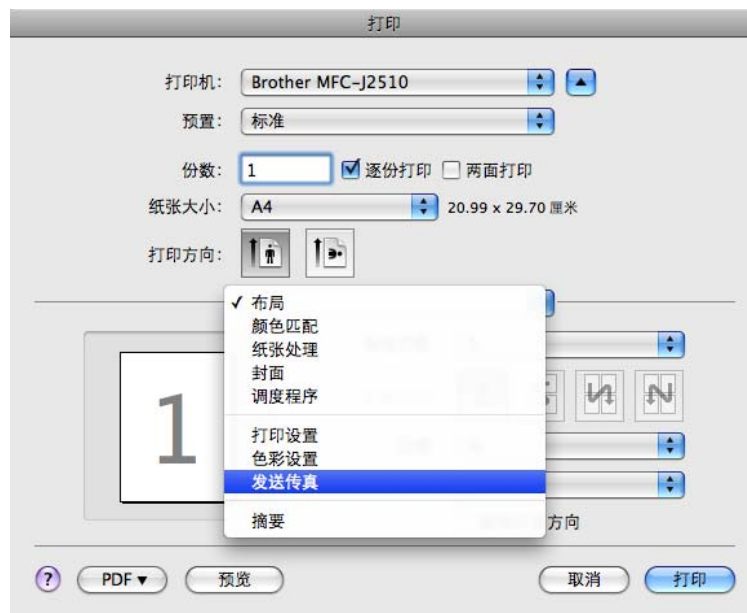 打印
打印机: Brother MFC-J2510
预置: 标准
份数: 1 逐份打印 两面打印
纸张大小: A4 20.99 x 29.70 厘米
打印方向:
✓ 布局
颜色匹配
纸张处理
封面
调度程序
打印设置
色彩设置
发送传真
摘要
方向
1
? PDF ▼ 预览 取消 打印